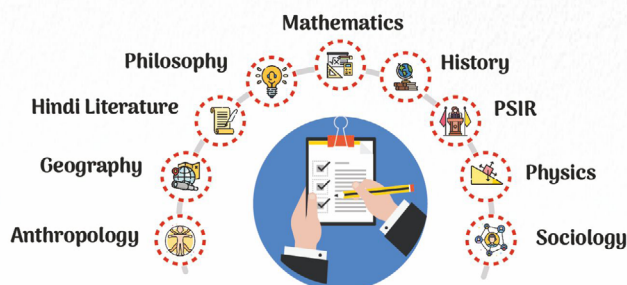 Mathematics
Philosophy
History
Hindi Literature
PSIR
Geography
Physics
Anthropology
Sociology